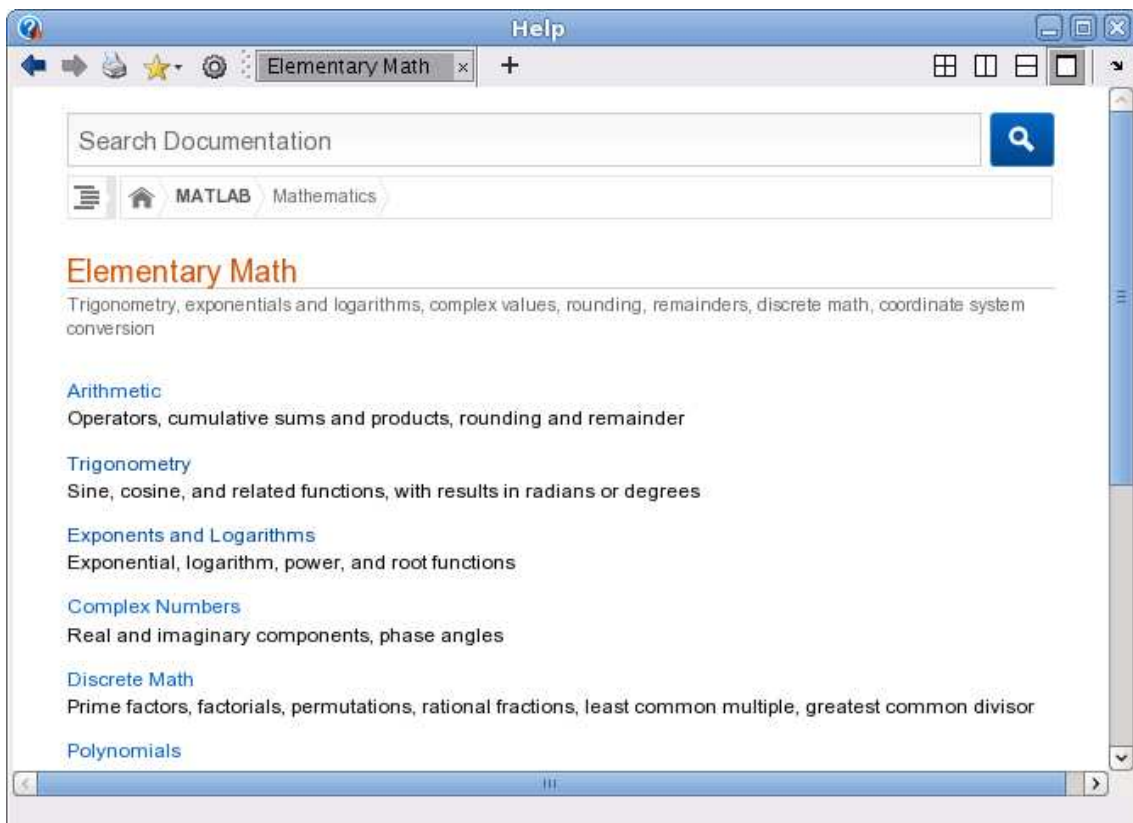 Help
Elementary Math
Search Documentation
MATLAB Mathematics
Elementary Math
Trigonometry, exponentials and logarithms, complex values, rounding, remainders, discrete math, coordinate system
conversion
Arithmetic
Operators, cumulative sums and products, rounding and remainder
Trigonometry
Sine, cosine, and related functions, with results in radians or degrees
Exponents and Logarithms
Exponential, logarithm, power, and root functions
Complex Numbers
Real and imaginary components, phase angles
Discrete Math
Prime factors, factorials, permutations, rational fractions, least common multiple, greatest common divisor
Polynomials